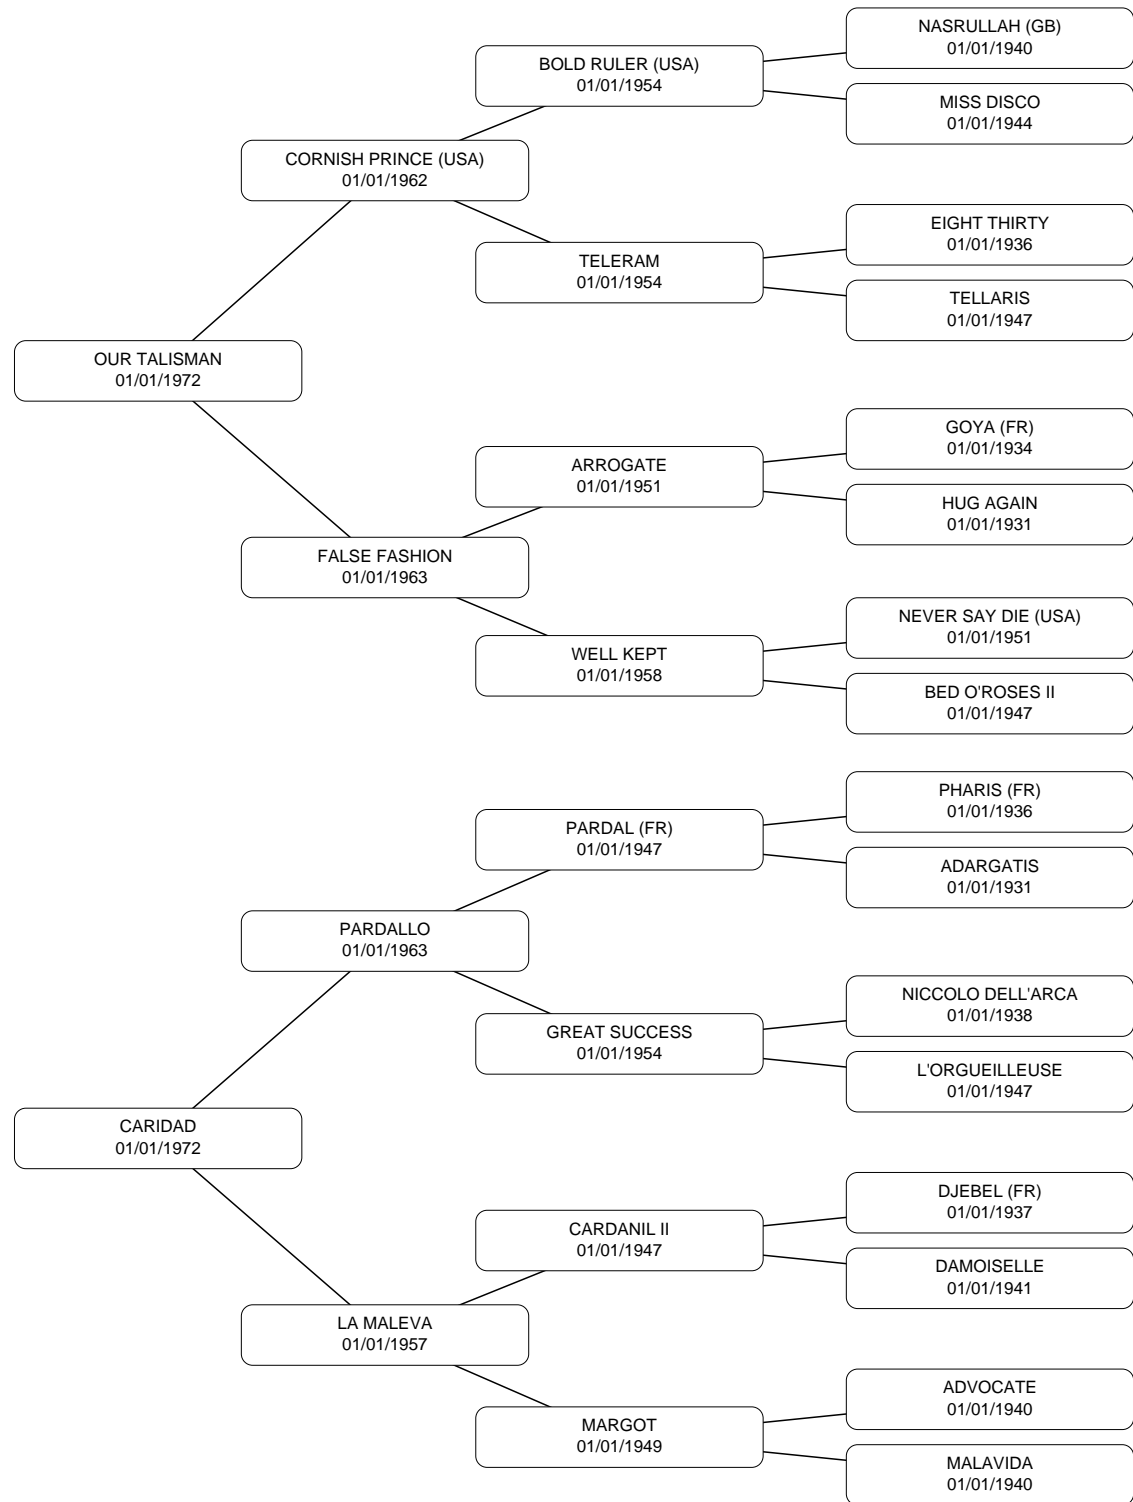 NASRULLAH (GB)
01/01/1940
BOLD RULER (USA)
01/01/1954
MISS DISCO
01/01/1944
CORNISH PRINCE (USA)
01/01/1962
EIGHT THIRTY
01/01/1936
TELERAM
01/01/1954
TELLARIS
01/01/1947
OUR TALISMAN
01/01/1972
GOYA (FR)
01/01/1934
ARROGATE
01/01/1951
HUG AGAIN
01/01/1931
FALSE FASHION
01/01/1963
NEVER SAY DIE (USA)
01/01/1951
WELL KEPT
01/01/1958
BED O'ROSES II
01/01/1947
PHARIS (FR)
01/01/1936
PARDAL (FR)
01/01/1947
ADARGATIS
01/01/1931
PARDALLO
01/01/1963
NICCOLO DELL'ARCA
01/01/1938
GREAT SUCCESS
01/01/1954
L'ORGUEILLEUSE
01/01/1947
CARIDAD
01/01/1972
DJEBEL (FR)
01/01/1937
CARDANIL II
01/01/1947
DAMOISELLE
01/01/1941
LA MALEVA
01/01/1957
ADVOCATE
01/01/1940
MARGOT
01/01/1949
MALAVIDA
01/01/1940